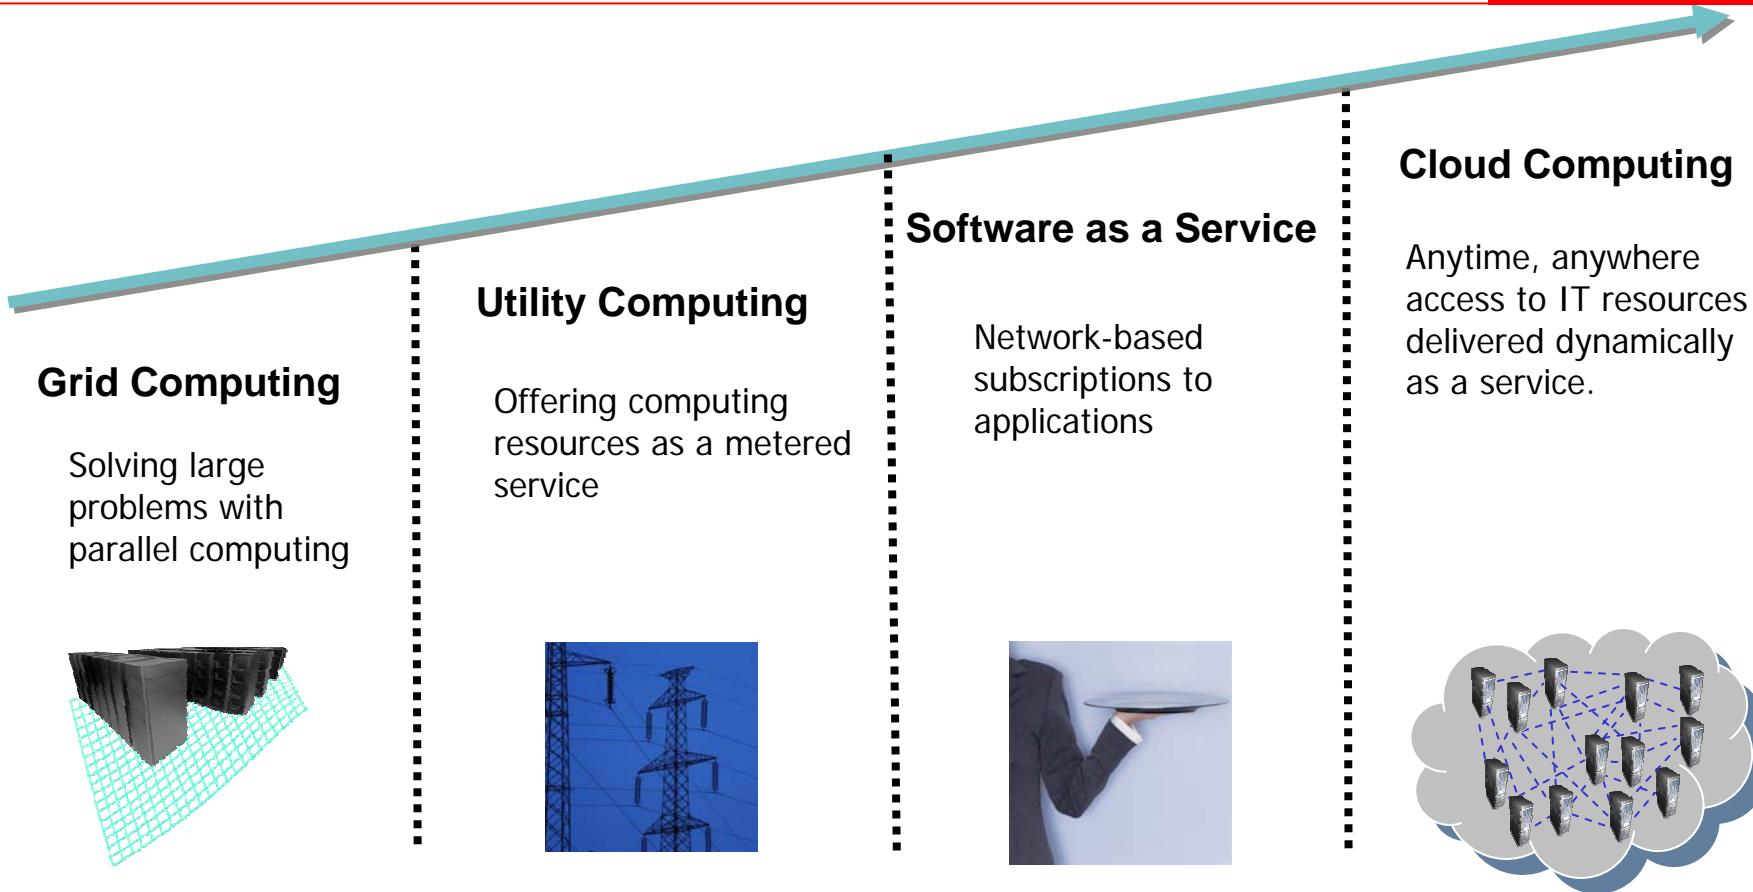 Grid Computing
Solving large
problems with
parallel computing
Utility Computing
Offering computing
resources as a metered
service
Software as a Service
Network-based
subscriptions to
applications
Cloud Computing
Anytime, anywhere
access to IT resources
delivered dynamically
as a service.